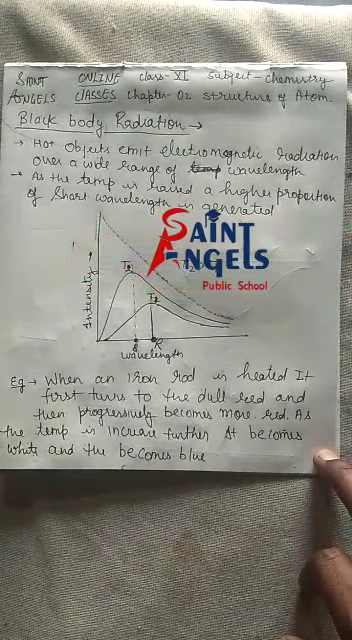 SAINT ONLINE class-XI Subject-chemistry
ANGELS CLASSES Chapter-02 structure of Atom
Black body Radiation →
→ Hot Objects emit electromagnetic radiation
over a wide range of wavelength
→ As the temp is raised a higher proportion
of short wavelength is generated
SAINT
ANGELS
Public School
Intensity →
T2
T1
B R
wavelength
Eg → When an Iron rod is heated It
first turns to the dull reed and
then progressively becomes more red. As
the temp is increase further it becomes
white and the becomes blue